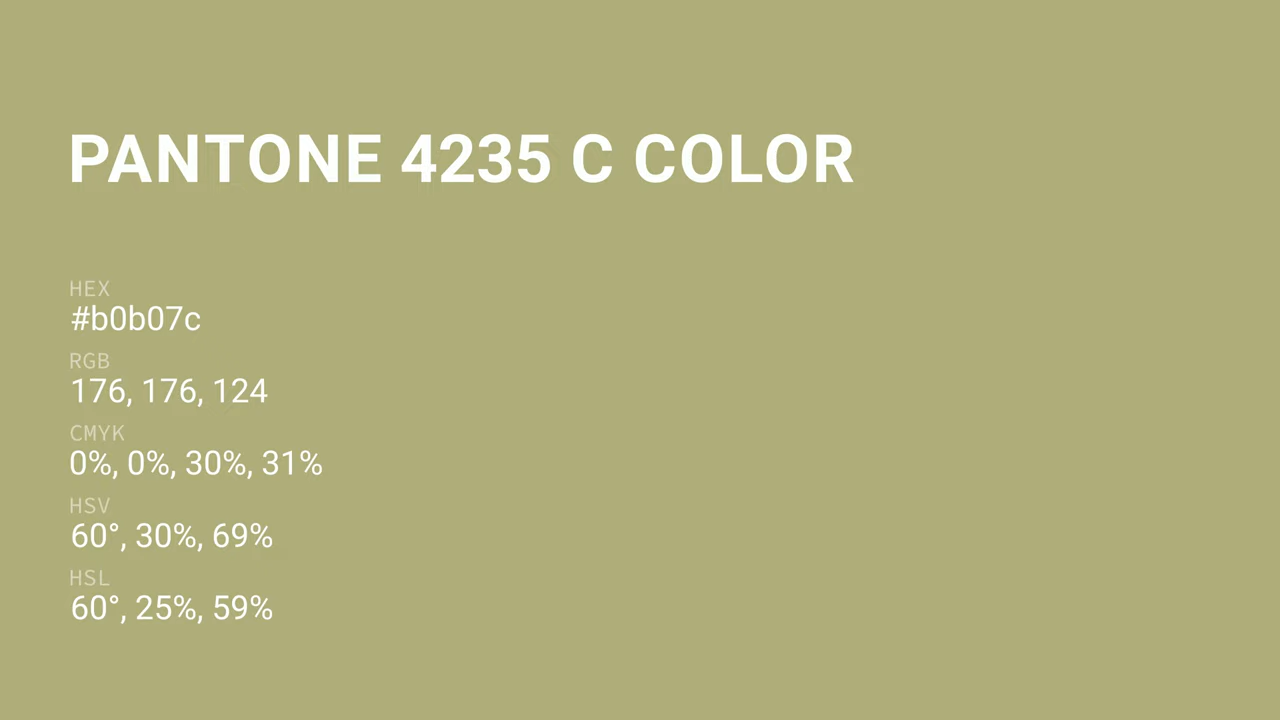 PANTONE 4235 C COLOR
HEX
#b0b07c
RGB
176, 176, 124
CMYK
0%, 0%, 30%, 31%
HSV
60°, 30%, 69%
HSL
60°, 25%, 59%